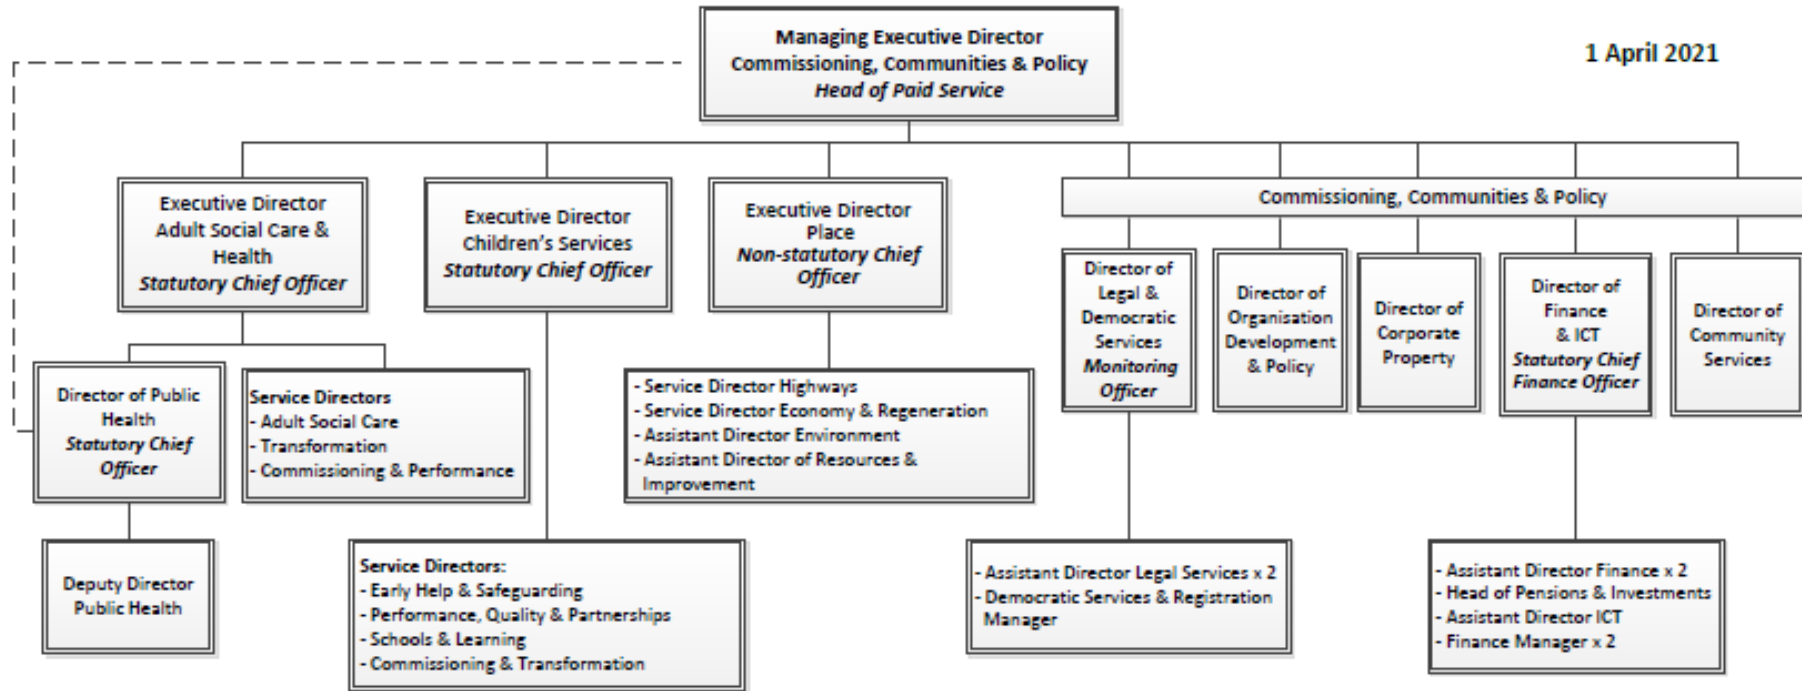 Managing Executive Director
Commissioning, Communities & Policy
Head of Paid Service
1 April 2021
Executive Director
Adult Social Care &
Health
Statutory Chief Officer
Executive Director
Children's Services
Statutory Chief Officer
Executive Director
Place
Non-statutory Chief
Officer
Commissioning, Communities & Policy
Director of
Legal &
Democratic
Services
Monitoring
Officer
Director of
Organisation
Development
& Policy
Director of
Corporate
Property
Director of
Finance
& ICT
Statutory Chief
Finance Officer
Director of
Community
Services
Director of Public
Health
Statutory Chief
Officer
Service Directors
- Adult Social Care
- Transformation
- Commissioning & Performance
- Service Director Highways
- Service Director Economy & Regeneration
- Assistant Director Environment
- Assistant Director of Resources &
Improvement
Deputy Director
Public Health
Service Directors:
- Early Help & Safeguarding
- Performance, Quality & Partnerships
- Schools & Learning
- Commissioning & Transformation
- Assistant Director Legal Services x 2
- Democratic Services & Registration
Manager
- Assistant Director Finance x 2
- Head of Pensions & Investments
- Assistant Director ICT
- Finance Manager x 2